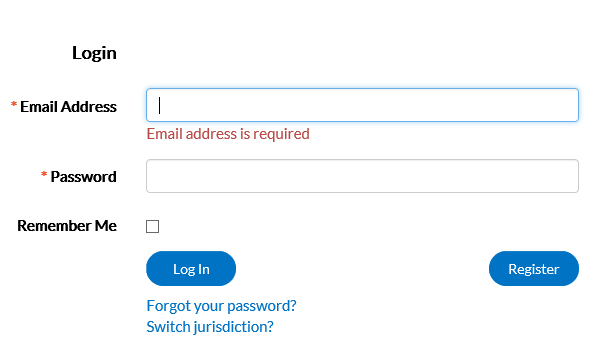 Login
* Email Address
Email address is required
* Password
Remember Me
Log In
Register
Forgot your password?
Switch jurisdiction?